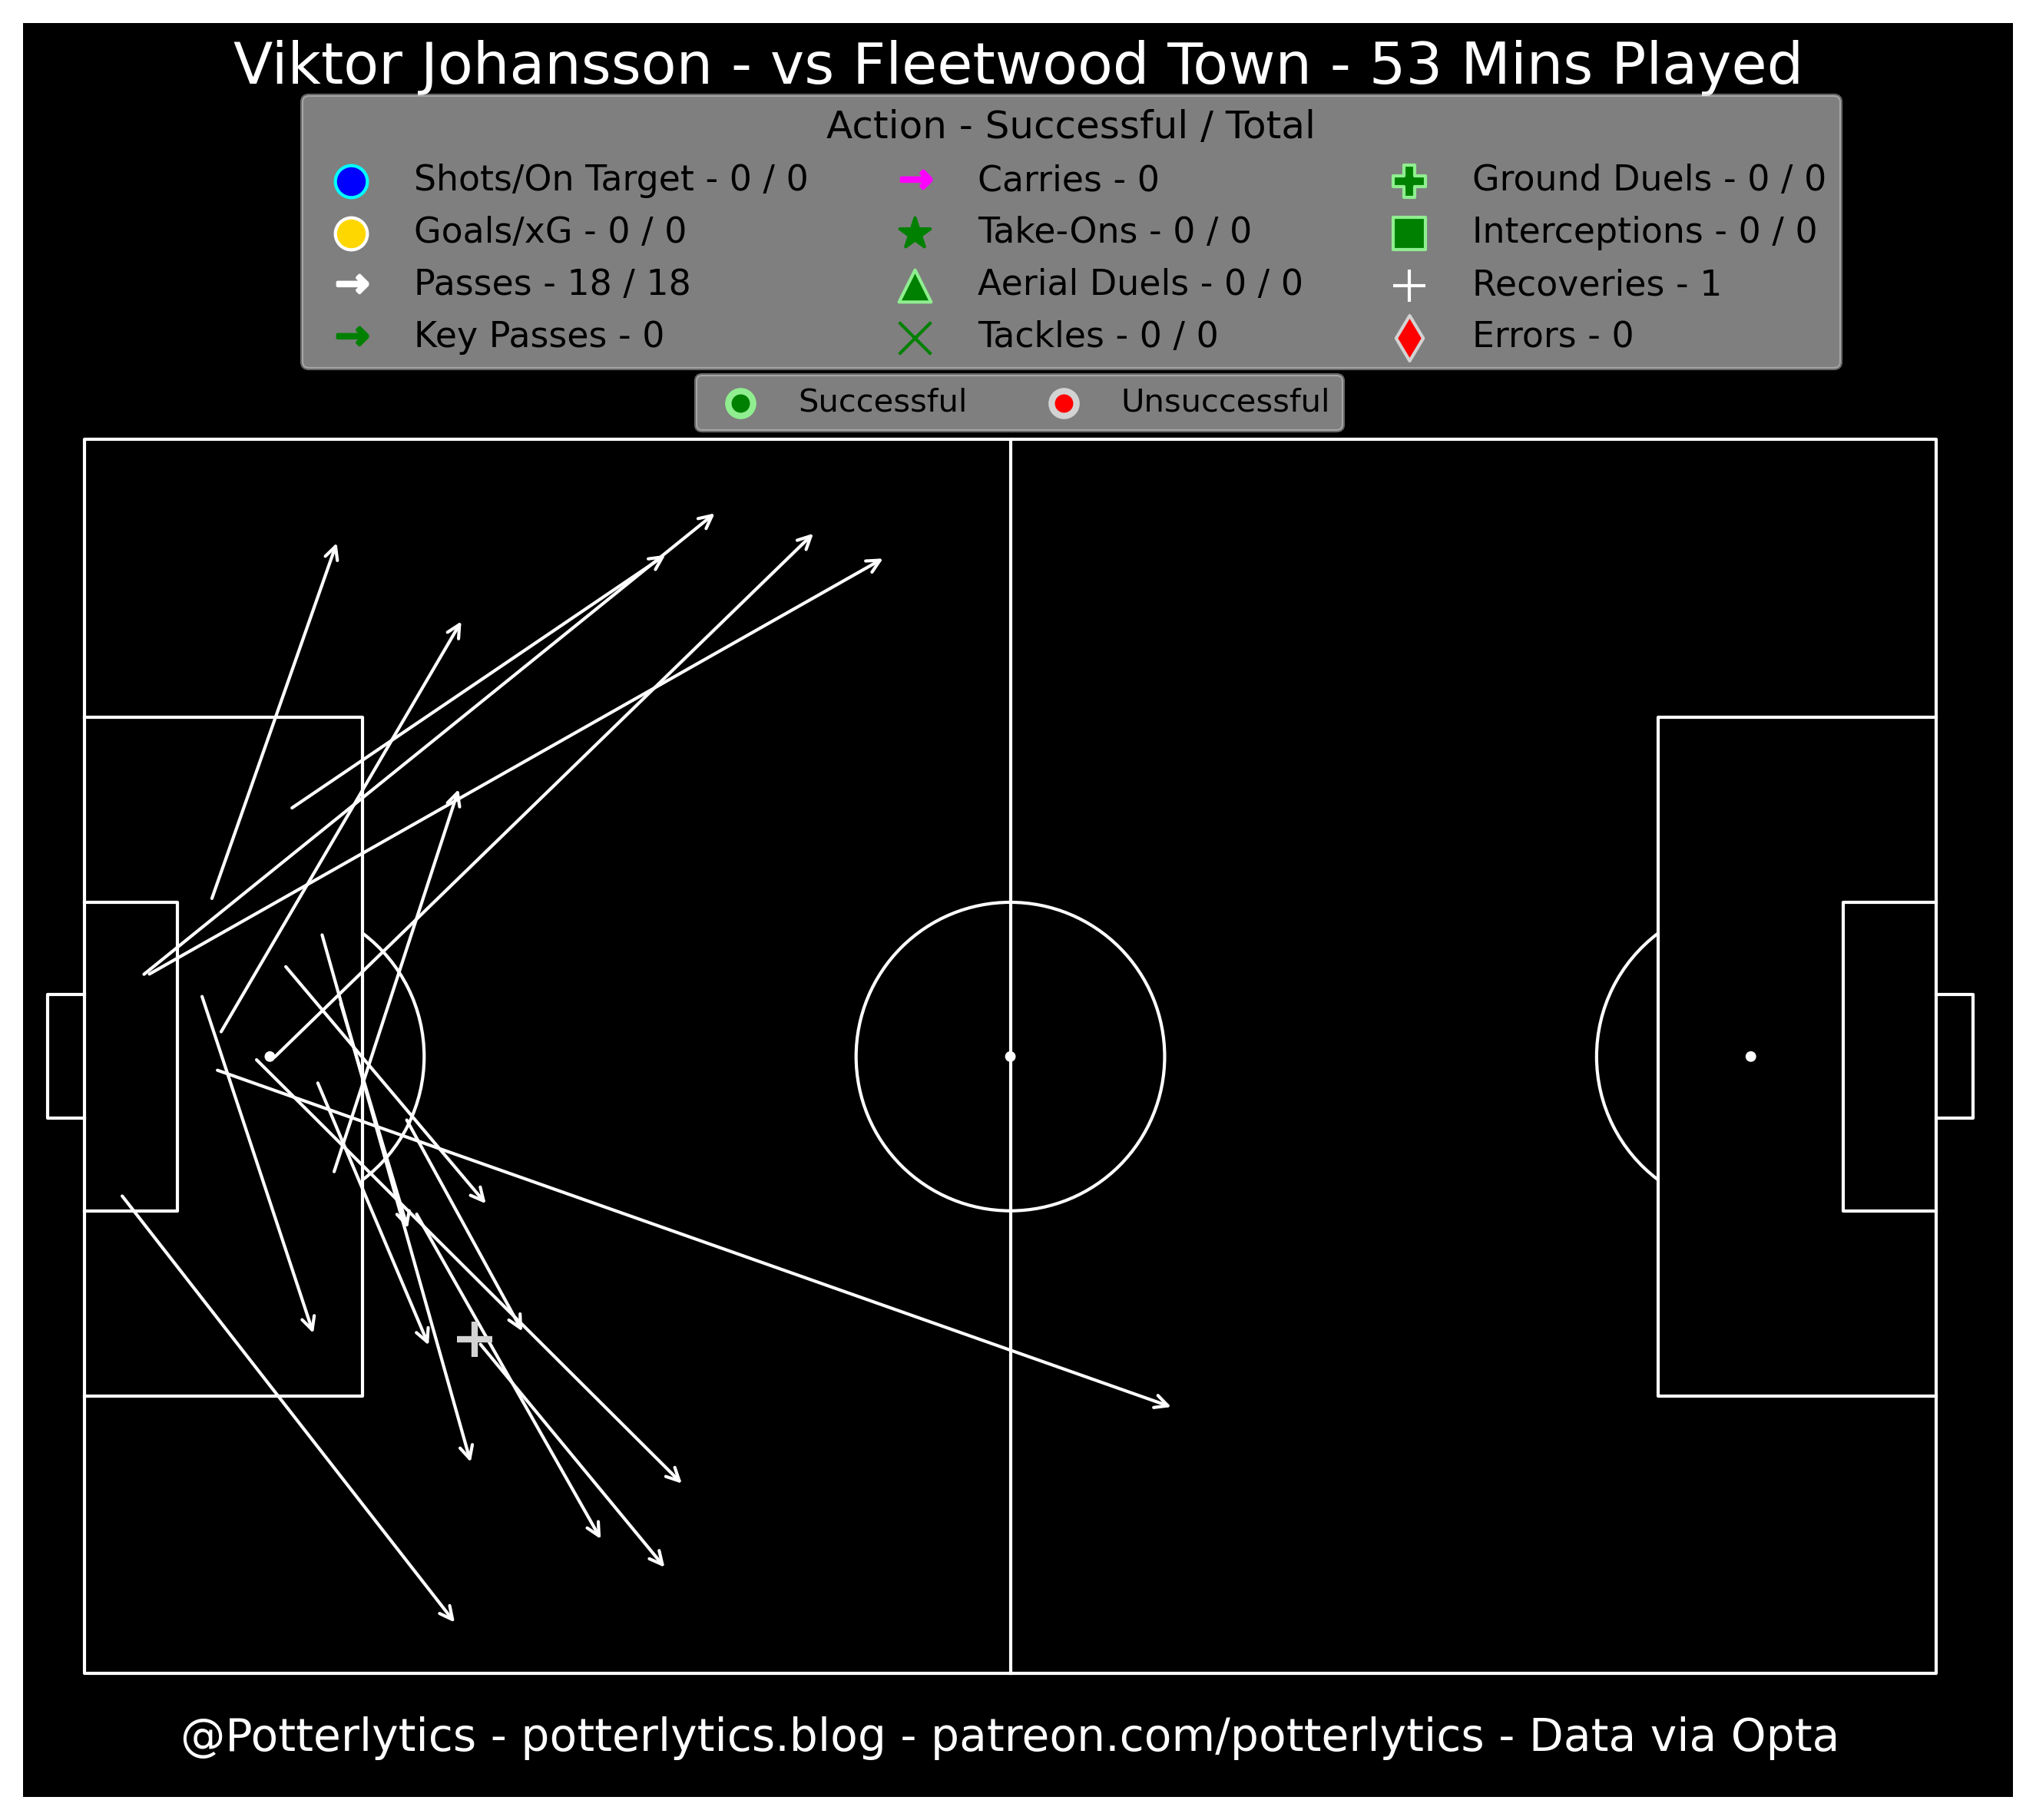 Viktor Johansson - vs Fleetwood Town - 53 Mins Played
Action - Successful / Total
Shots/On Target - 0 / 0
Goals/xG - 0 / 0
Passes - 18 / 18
Key Passes - 0
Carries - 0
Take-Ons - 0 / 0
Aerial Duels - 0 / 0
Tackles - 0 / 0
Ground Duels - 0 / 0
Interceptions - 0 / 0
Recoveries - 1
Errors - 0
Successful
Unsuccessful
@Potterlytics - potterlytics.blog - patreon.com/potterlytics - Data via Opta